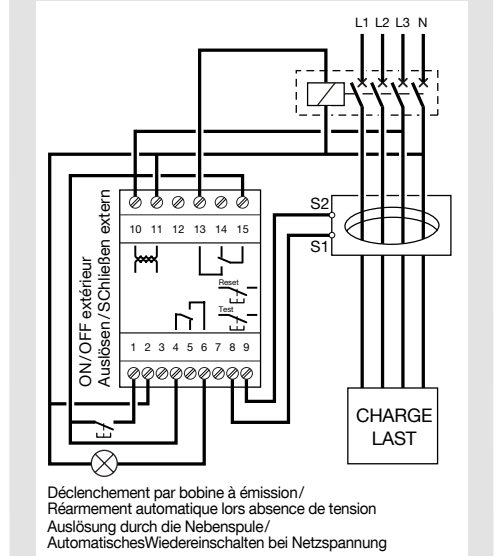 L1 L2 L3 N
S2
S1
10 11 12 13 14 15
ON/OFF extérieur
Auslösen/SChließen extern
Reset
Test
1 2 3 4 5 6 7 8 9
CHARGE
LAST
Déclenchement par bobine à émission/
Réarmement automatique lors absence de tension
Auslösung durch die Nebenspule/
AutomatischesWiedereinschalten bei Netzspannung